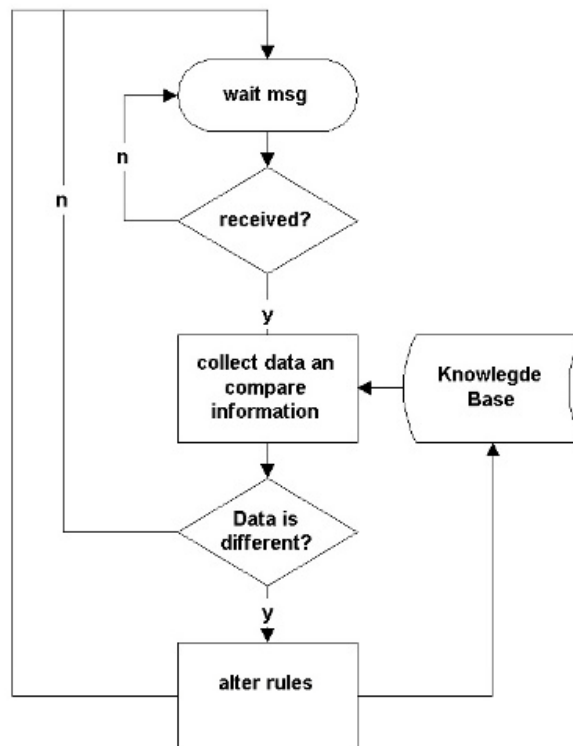 wait msg
n
received?
n
y
collect data an
compare
information
Knowlegde
Base
Data is
different?
y
alter rules